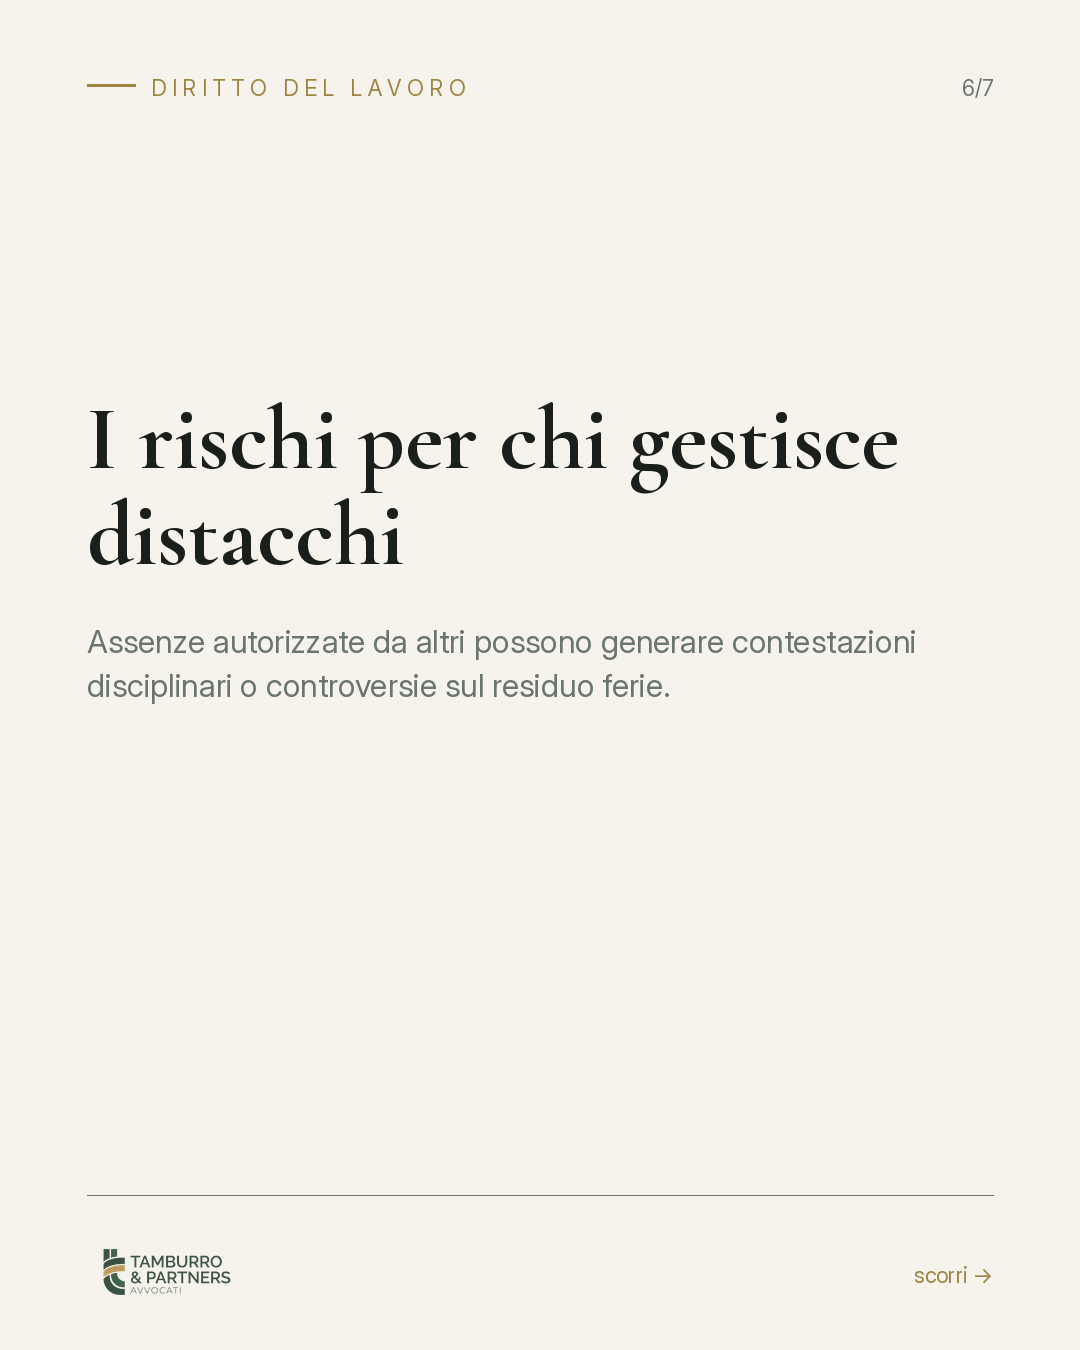 DIRITTO DEL LAVORO
6/7
I rischi per chi gestisce
distacchi
Assenze autorizzate da altri possono generare contestazioni
disciplinari o controversie sul residuo ferie.
TAMBURRO
& PARTNERS
AVVOCATI
scorri →